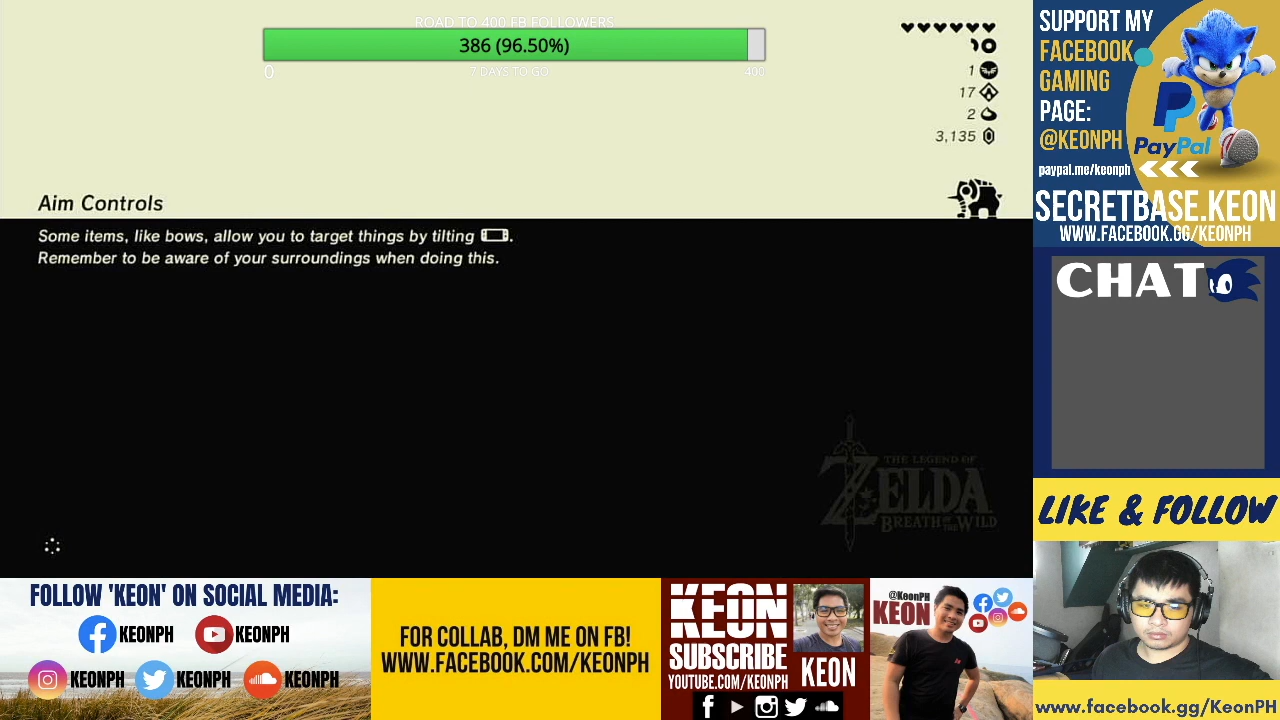 ROAD TO 400 FB FOLLOWERS
386 (96.50%)
0
7 DAYS TO GO
400
1
17
2
3,135
Aim Controls
Some items, like bows, allow you to target things by tilting .
Remember to be aware of your surroundings when doing this.
THE LEGEND OF
ZELDA
BREATH OF THE WILD
SUPPORT MY
FACEBOOK
GAMING
PAGE:
@KEONPH
PayPal
paypal.me/keonph
SECRETBASE.KEON
WWW.FACEBOOK.GG/KEONPH
CHAT
LIKE & FOLLOW
www.facebook.gg/KeonPH
FOLLOW 'KEON' ON SOCIAL MEDIA:
KEONPH
KEONPH
KEONPH
KEONPH
KEONPH
FOR COLLAB, DM ME ON FB!
WWW.FACEBOOK.COM/KEONPH
KEON
SUBSCRIBE
YOUTUBE.COM/KEONPH
KEON
@KeonPH
KEON